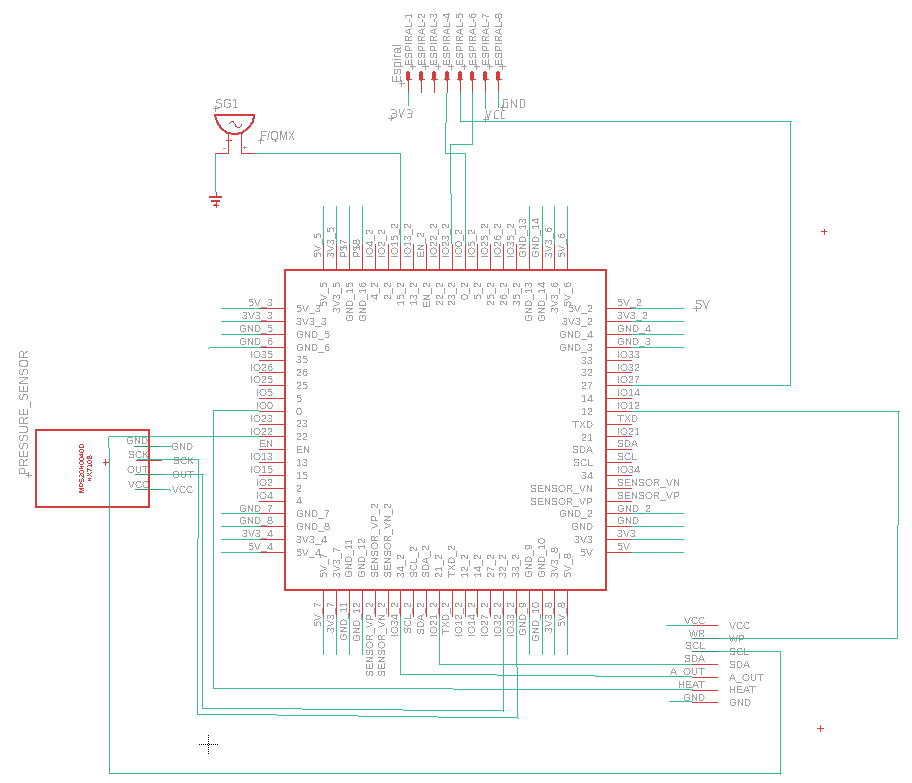 Espiral
ESPIRAL-1
ESPIRAL-2
ESPIRAL-3
ESPIRAL-4
ESPIRAL-5
ESPIRAL-6
ESPIRAL-7
ESPIRAL-8
3V3
VCC
GND
SG1
F/QMX
5V_5
3V3_5
IO4_2
IO2_2
IO15_2
IO13_2
EN_2
IO22_2
IO23_2
IO0_2
IO5_2
IO25_2
IO26_2
IO35_2
GND_13
GND_14
3V3_6
5V_6
5V_5
3V3_5
GND_15
GND_16
4_2
2_2
15_2
13_2
EN_2
22_2
23_2
0_2
5_2
25_2
26_2
35_2
GND_13
GND_14
3V3_6
5V_6
5V_3 5V_3
3V3_3 3V3_3
GND_5 GND_5
GND_6 GND_6
IO35 35
IO26 26
IO25 25
IO5 5
IO0 0
IO23 23
IO22 22
EN EN
IO13 13
IO15 15
IO2 2
IO4 4
GND_7 GND_7
GND_8 GND_8
3V3_4 3V3_4
5V_4 5V_4
5V_2 5V_2 5V
3V3_2 3V3_2
GND_4 GND_4
GND_3 GND_3
33 IO33
32 IO32
27 IO27
14 IO14
12 IO12
TXD TXD
21 IO21
SDA SDA
SCL SCL
34 IO34
SENSOR_VN SENSOR_VN
SENSOR_VP SENSOR_VP
GND_2 GND_2
GND GND
3V3 3V3
5V 5V
PRESSURE_SENSOR
MPS20N0040D
HX710B
GND GND
SCK SCK
OUT OUT
VCC VCC
5V_7
3V3_7
GND_11
GND_12
SENSOR_VP_2
SENSOR_VN_2
34_2
SCL_2
SDA_2
21_2
TXD_2
12_2
14_2
27_2
32_2
33_2
GND_9
GND_10
3V3_8
5V_8
5V_7
3V3_7
GND_11
GND_12
SENSOR_VP_2
SENSOR_VN_2
IO34_2
SCL_2
SDA_2
IO21_2
TXD_2
IO12_2
IO14_2
IO27_2
IO32_2
IO33_2
GND_9
GND_10
3V3_8
5V_8
VCC VCC
WR WP
SCL SCL
SDA SDA
A_OUT A_OUT
HEAT HEAT
GND GND